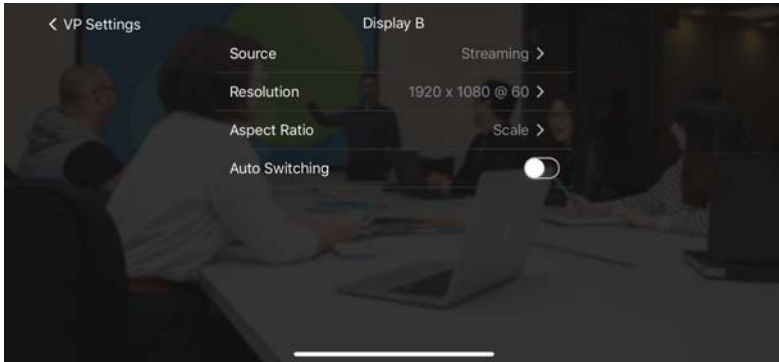 VP Settings
Display B
Source Streaming
Resolution 1920 x 1080 @ 60
Aspect Ratio Scale
Auto Switching